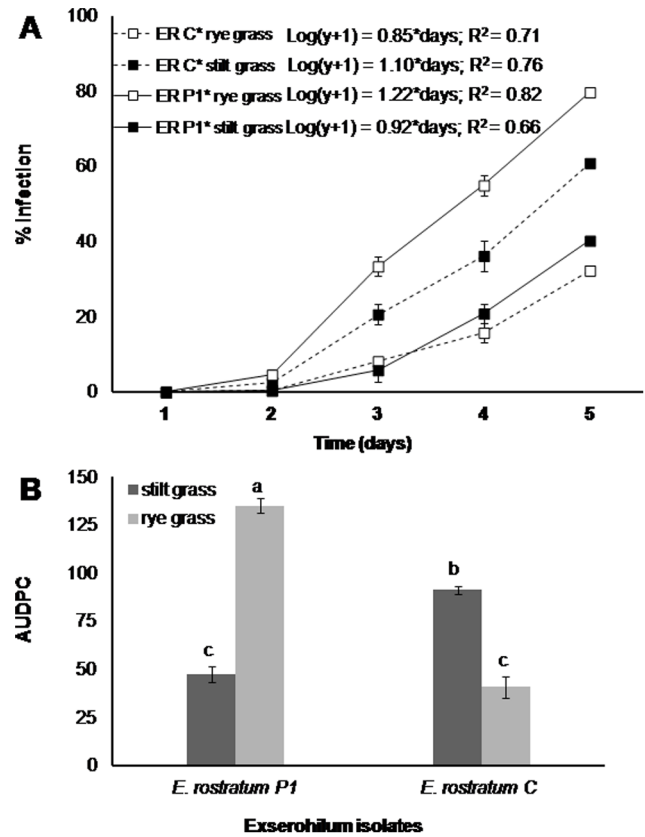 A
100
ER C* rye grass Log(y+1) = 0.85*days; R² = 0.71
ER C* stilt grass Log(y+1) = 1.10*days; R² = 0.76
80
ER P1* rye grass Log(y+1) = 1.22*days; R² = 0.82
ER P1* stilt grass Log(y+1) = 0.92*days; R² = 0.66
60
40
20
0
% Infection
1 2 3 4 5
Time (days)
B
150
stilt grass
rye grass
125
100
75
50
25
0
AUDPC
c a b c
E. rostratum P1 E. rostratum C
Exserohilum isolates